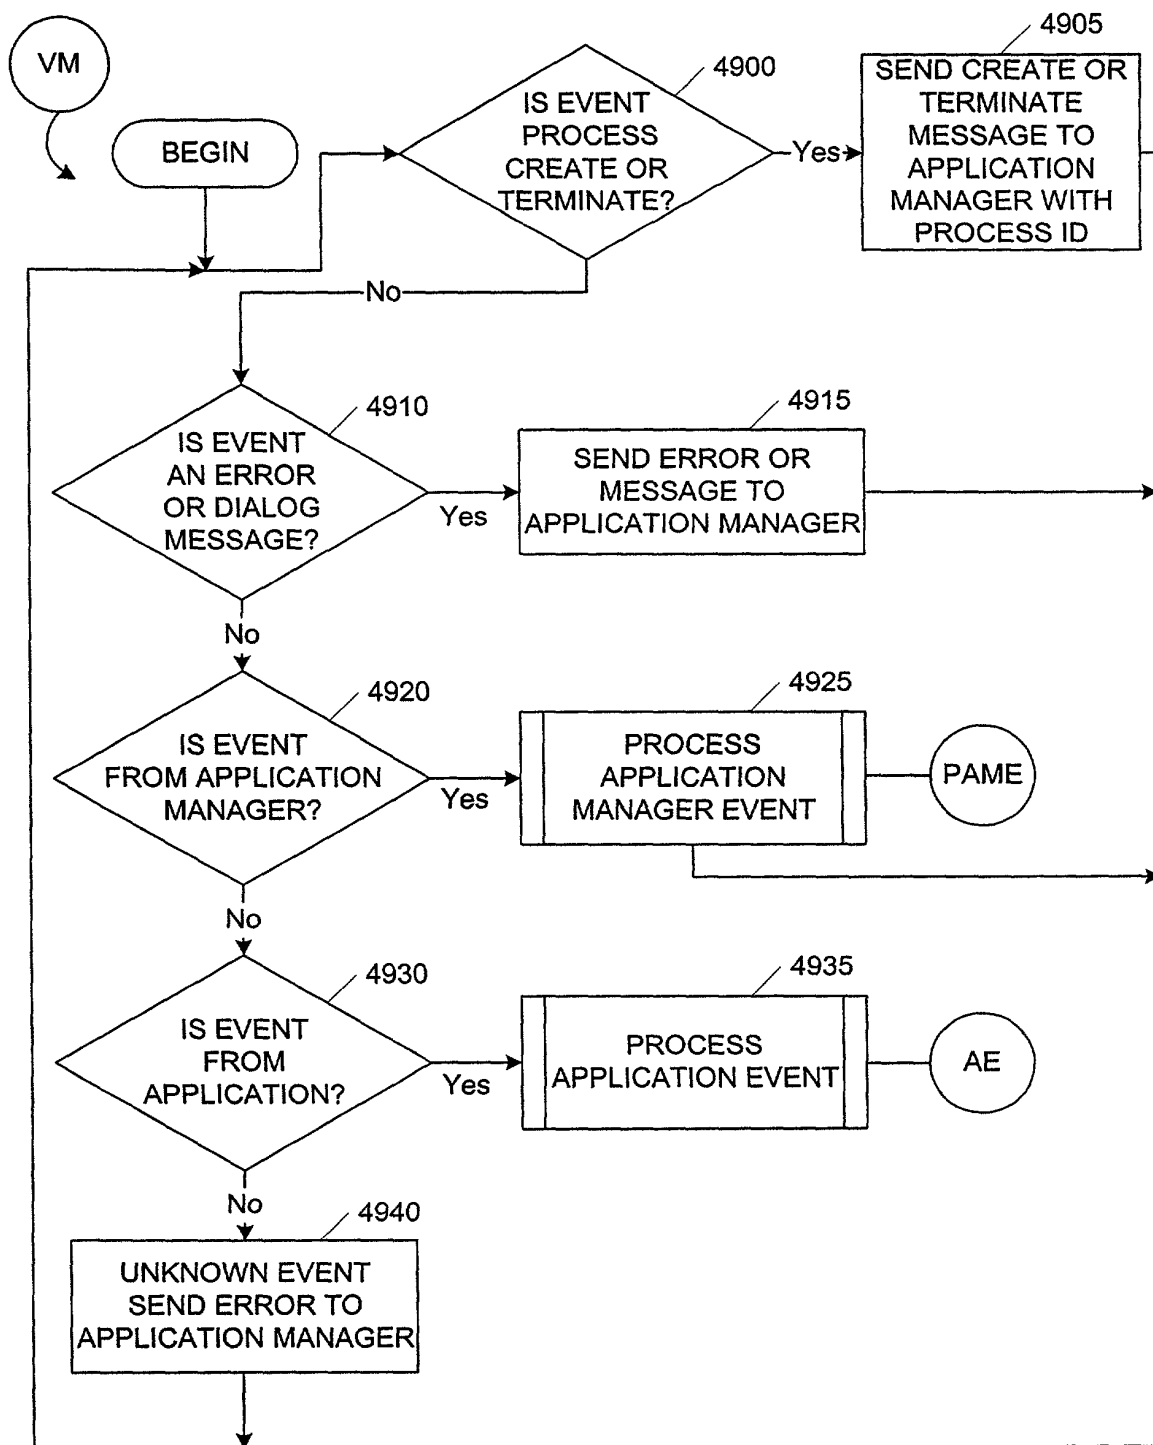 VM
BEGIN
4900
IS EVENT
PROCESS
CREATE OR
TERMINATE?
Yes
4905
SEND CREATE OR
TERMINATE
MESSAGE TO
APPLICATION
MANAGER WITH
PROCESS ID
No
4910
IS EVENT
AN ERROR
OR DIALOG
MESSAGE?
Yes
4915
SEND ERROR OR
MESSAGE TO
APPLICATION MANAGER
No
4920
IS EVENT
FROM APPLICATION
MANAGER?
Yes
4925
PROCESS
APPLICATION
MANAGER EVENT
PAME
No
4930
IS EVENT
FROM
APPLICATION?
Yes
4935
PROCESS
APPLICATION EVENT
AE
No
4940
UNKNOWN EVENT
SEND ERROR TO
APPLICATION MANAGER